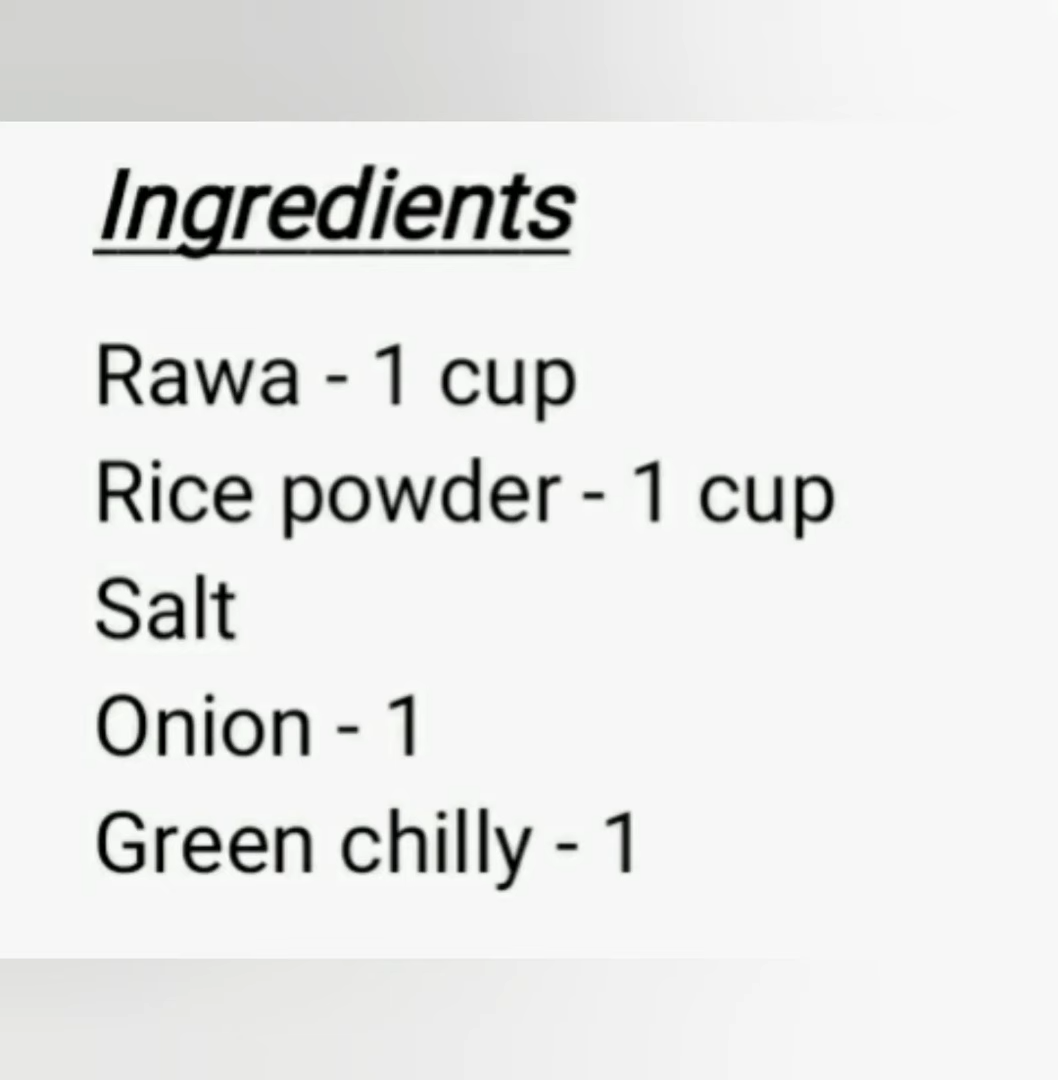 Ingredients
Rawa - 1 cup
Rice powder - 1 cup
Salt
Onion - 1
Green chilly - 1